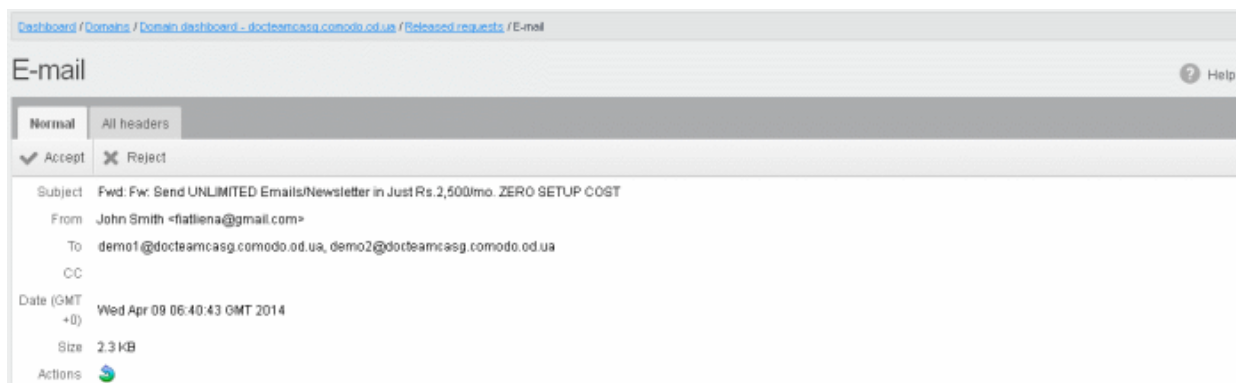 Dashboard / Domains / Domain dashboard - docteamcasg.comodo.od.ua / Released requests / E-mail
E-mail
Help
Normal All headers
Accept Reject
Subject Fwd: Fw: Send UNLIMITED Emails/Newsletter in Just Rs.2,500/mo. ZERO SETUP COST
From John Smith <fiatliena@gmail.com>
To demo1@docteamcasg.comodo.od.ua, demo2@docteamcasg.comodo.od.ua
CC
Date (GMT
+0) Wed Apr 09 06:40:43 GMT 2014
Size 2.3 KB
Actions